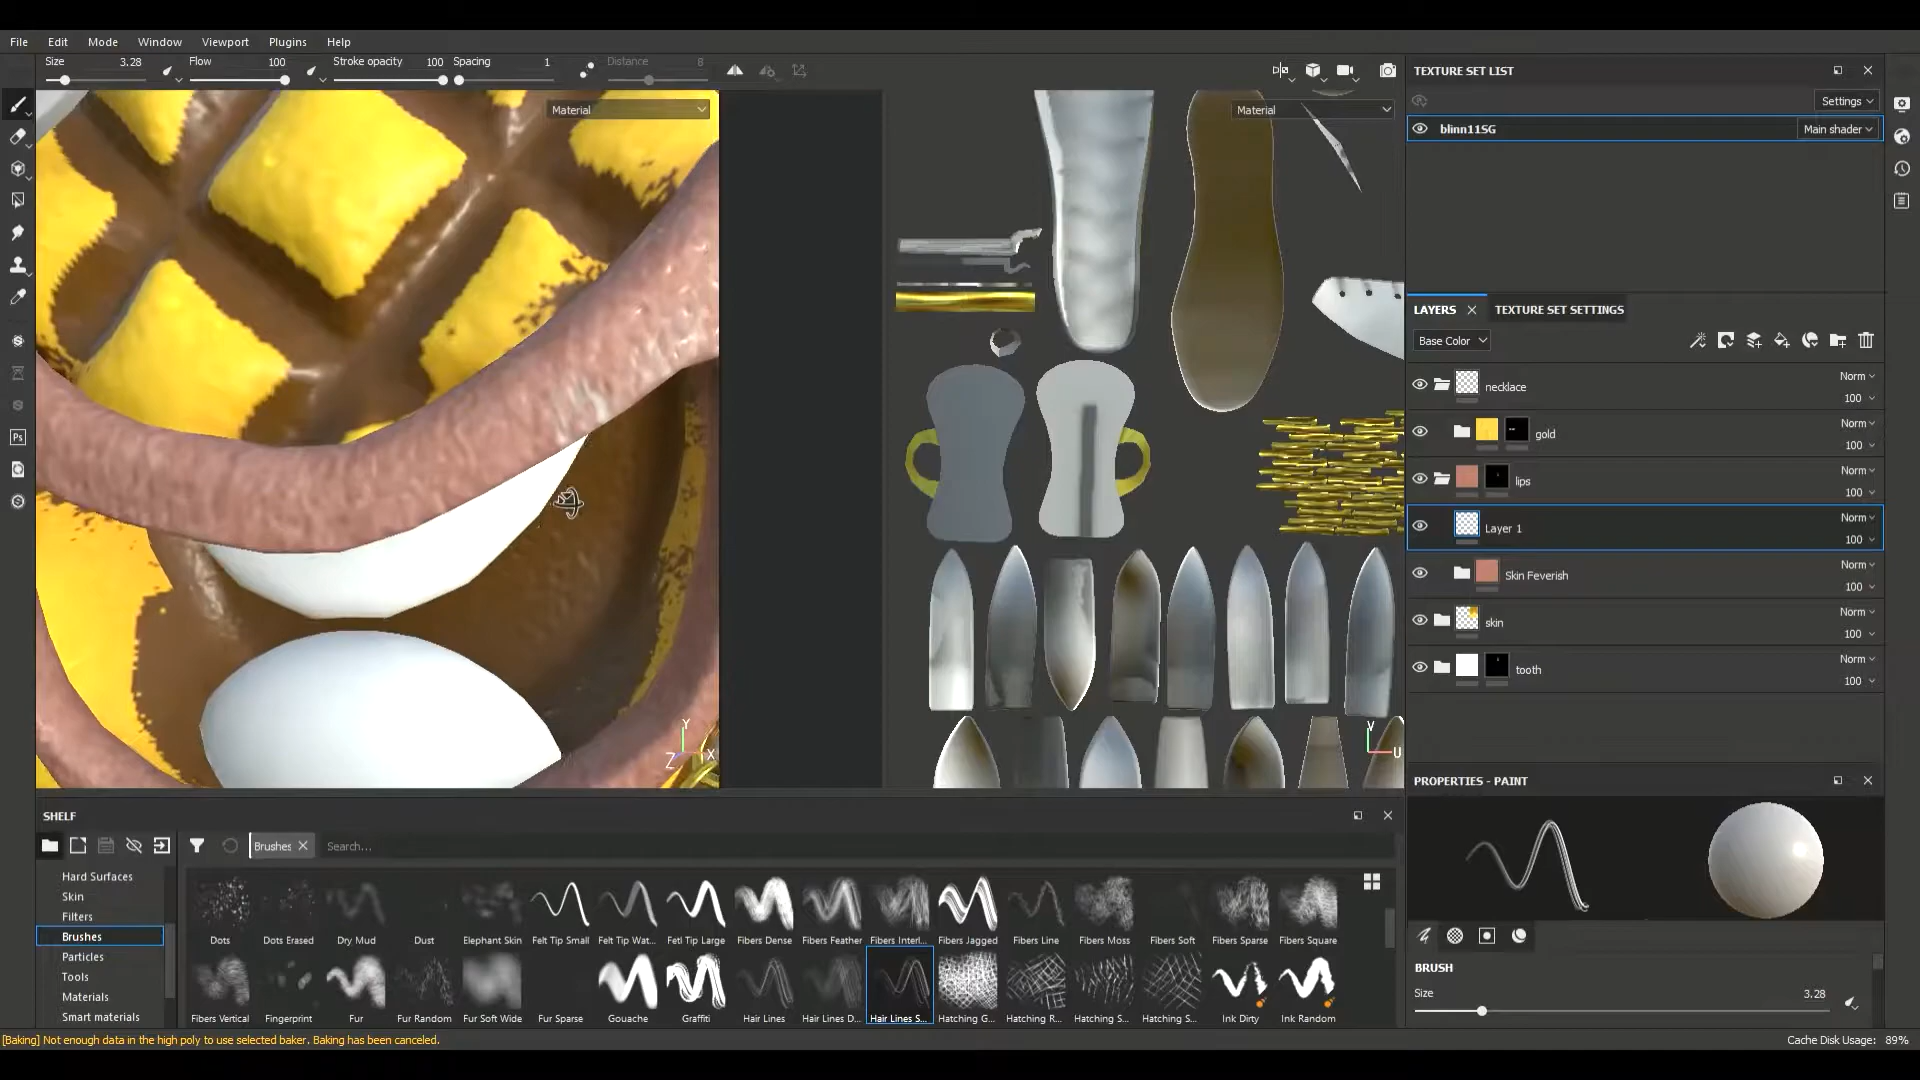 File Edit Mode Window Viewport Plugins Help
Size 3.28 Flow 100 Stroke opacity 100 Spacing 1 Distance 8
Material
Material
Y
Z X
V
U
TEXTURE SET LIST
Settings
blinn11SG Main shader
LAYERS TEXTURE SET SETTINGS
Base Color
necklace Norm 100
gold Norm 100
lips Norm 100
Layer 1 Norm 100
Skin Feverish Norm 100
skin Norm 100
tooth Norm 100
PROPERTIES - PAINT
BRUSH
Size 3.28
Ps
SHELF
Brushes Search...
Hard Surfaces
Skin
Filters
Brushes
Particles
Tools
Materials
Smart materials
Dots Dots Erased Dry Mud Dust Elephant Skin Felt Tip Small Felt Tip Wat... Fetl Tip Large Fibers Dense Fibers Feather Fibers Interl... Fibers Jagged Fibers Line Fibers Moss Fibers Soft Fibers Sparse Fibers Square
Fibers Vertical Fingerprint Fur Fur Random Fur Soft Wide Fur Sparse Gouache Graffiti Hair Lines Hair Lines D... Hair Lines S... Hatching G... Hatching R... Hatching S... Hatching S... Ink Dirty Ink Random
[Baking] Not enough data in the high poly to use selected baker. Baking has been canceled.
Cache Disk Usage: 89%